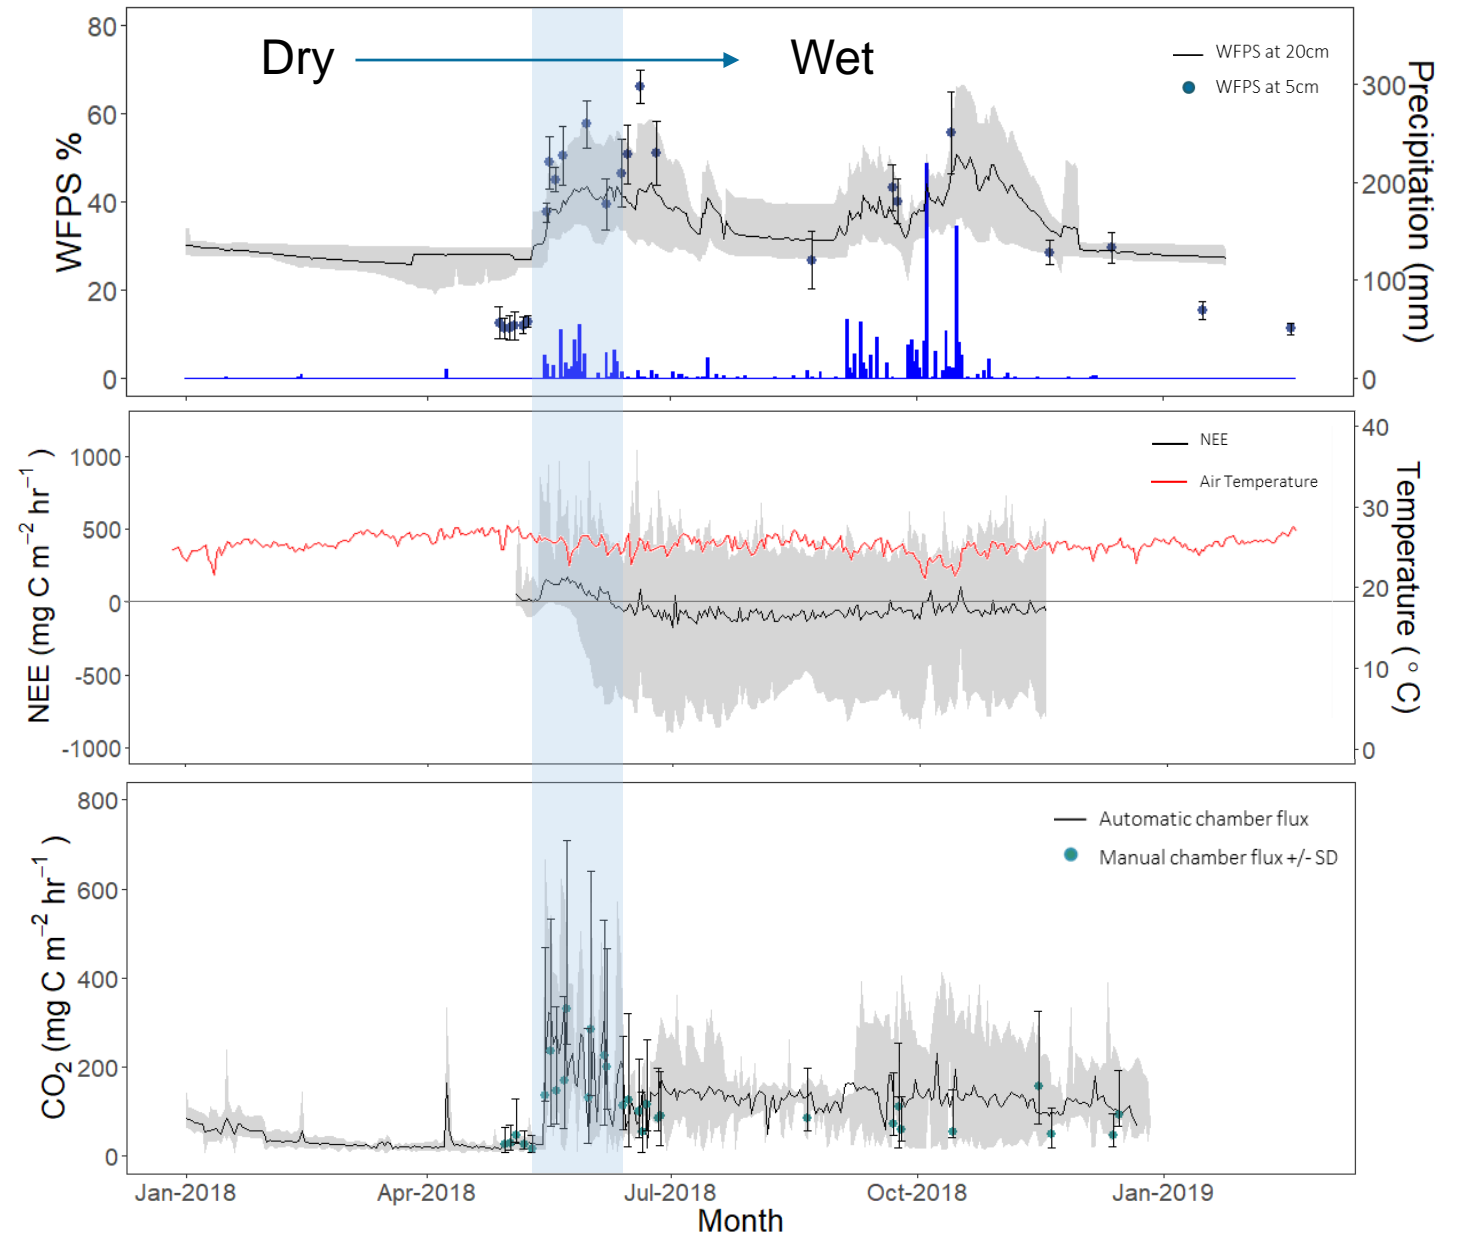 Dry
Wet
WFPS at 20cm
WFPS at 5cm
80
60
40
20
0
WFPS %
300
200
100
0
Precipitation (mm)
NEE
Air Temperature
1000
500
0
-500
-1000
NEE (mg C m⁻² hr⁻¹ )
40
30
20
10
0
Temperature ( ° C)
Automatic chamber flux
Manual chamber flux +/- SD
800
600
400
200
0
CO₂ (mg C m⁻² hr⁻¹ )
Jan-2018
Apr-2018
Jul-2018
Oct-2018
Jan-2019
Month